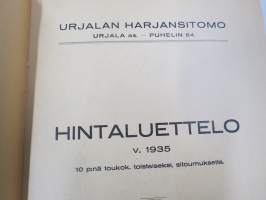 URJALAN HARJANSITOMO
URJALA as. — PUHELIN 64.
HINTALUETTELO
v. 1935
10 p:nä toukok. toistaiseksi, sitoumuksetta.